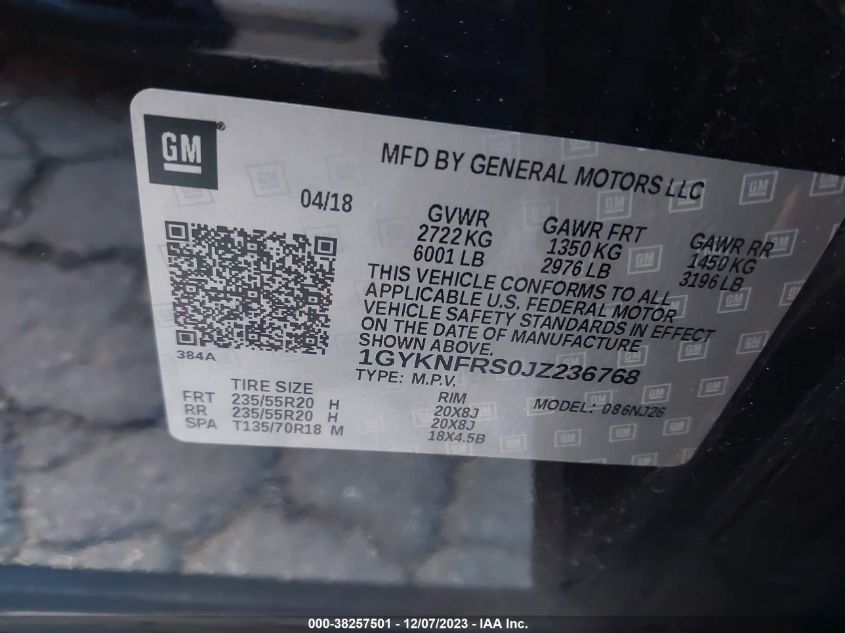 GM®
MFD BY GENERAL MOTORS LLC
04/18
GVWR
2722 KG
6001 LB
GAWR FRT
1350 KG
2976 LB
GAWR RR
1450 KG
3196 LB
THIS VEHICLE CONFORMS TO ALL
APPLICABLE U.S. FEDERAL MOTOR
VEHICLE SAFETY STANDARDS IN EFFECT
ON THE DATE OF MANUFACTURE
SHOWN ABOVE.
384A
1GYKNFRS0JZ236768
TYPE: M.P.V.
MODEL: 086NJ26
TIRE SIZE RIM
FRT 235/55R20 H 20X8J
RR 235/55R20 H 20X8J
SPA T135/70R18 M 18X4.5B
000-38257501 - 12/07/2023 - IAA Inc.